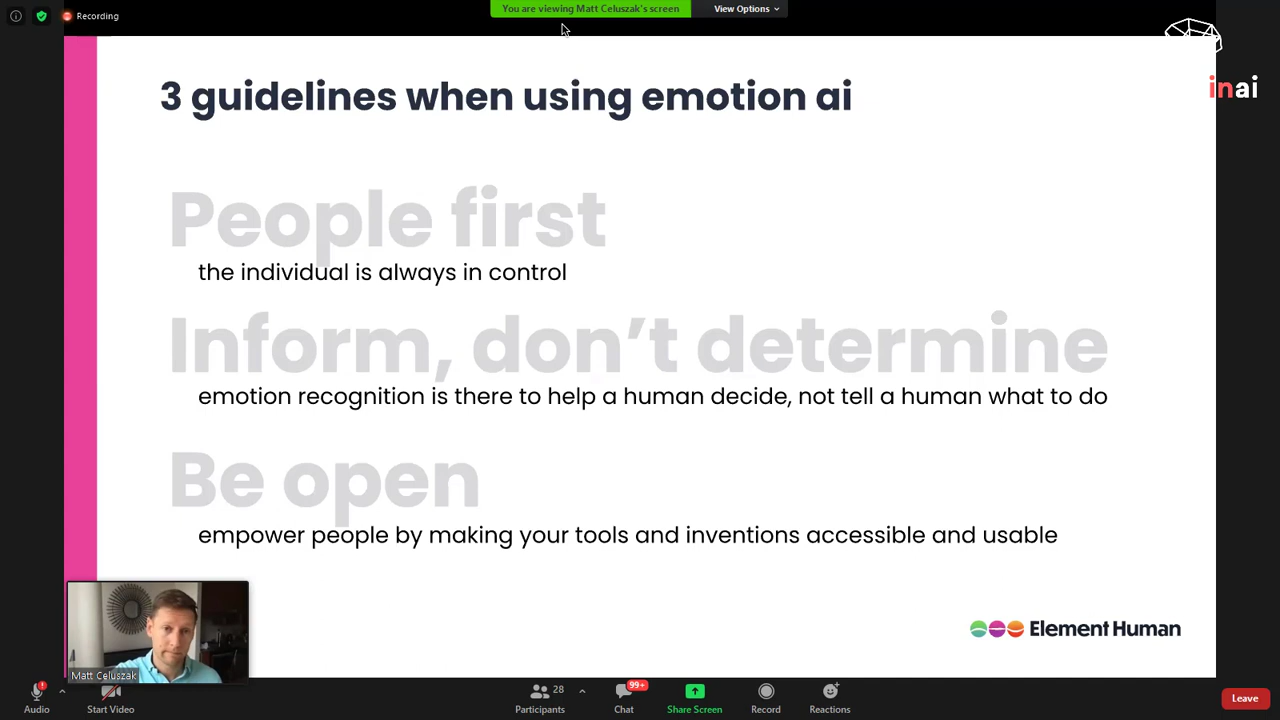 Recording
You are viewing Matt Celuszak's screen
View Options
inai
3 guidelines when using emotion ai
People first
the individual is always in control
Inform, don't determine
emotion recognition is there to help a human decide, not tell a human what to do
Be open
empower people by making your tools and inventions accessible and usable
Element Human
Matt Celuszak
Audio
Start Video
Participants
28
Chat
99+
Share Screen
Record
Reactions
Leave